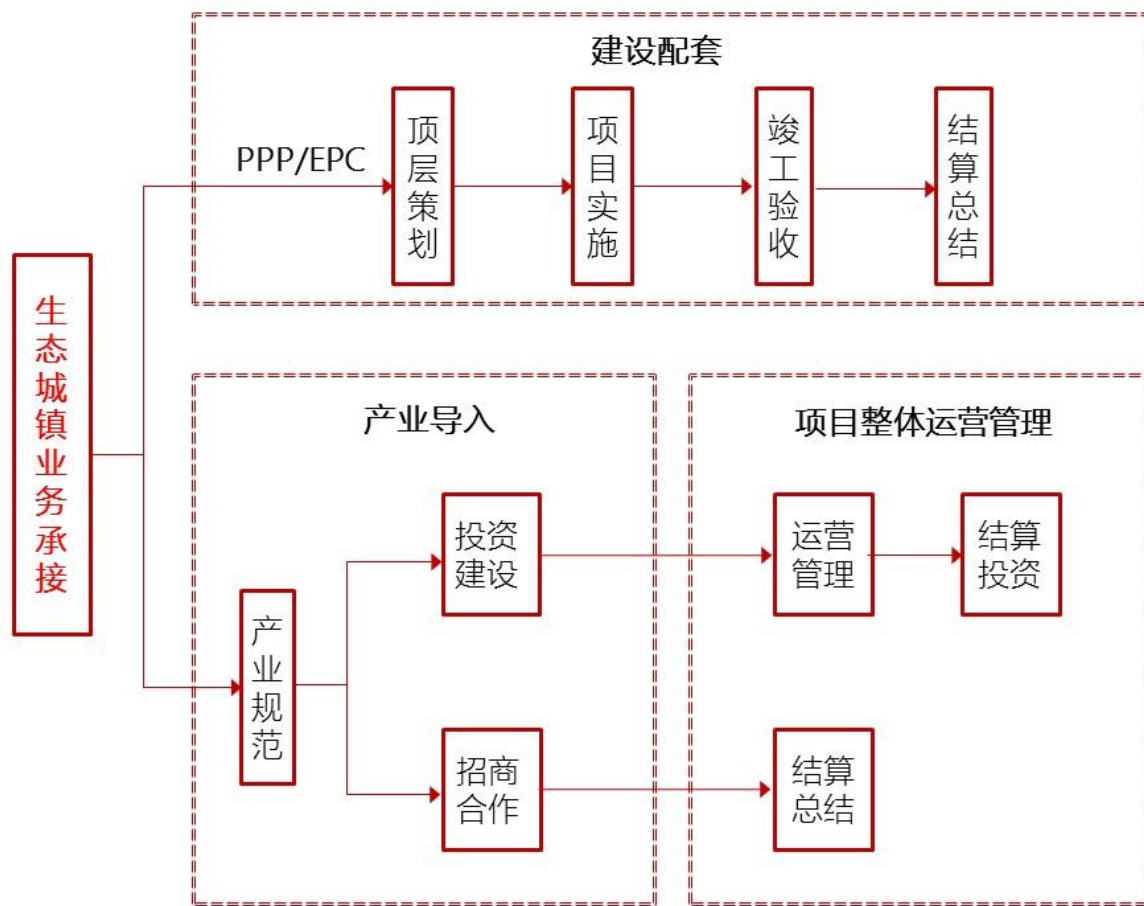 建设配套
PPP/EPC
顶层策划
项目实施
竣工验收
结算总结
生态城镇业务承接
产业导入
产业规范
投资
建设
招商
合作
项目整体运营管理
运营
管理
结算
投资
结算
总结